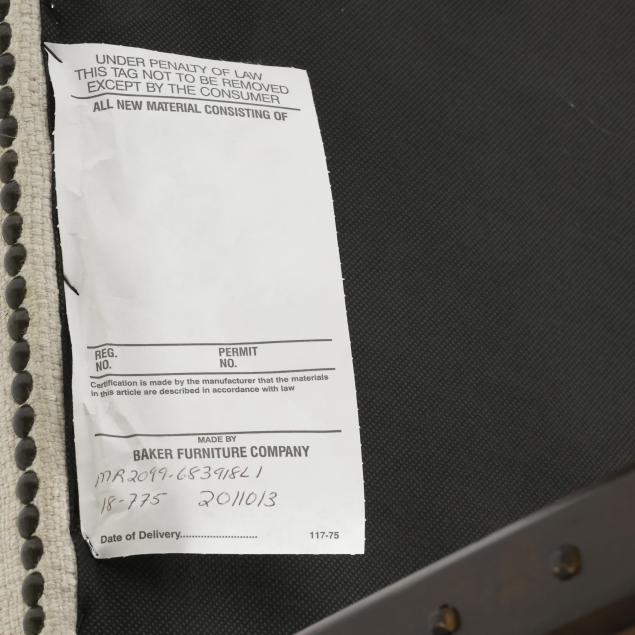 UNDER PENALTY OF LAW
THIS TAG NOT TO BE REMOVED
EXCEPT BY THE CONSUMER
ALL NEW MATERIAL CONSISTING OF
REG. NO. PERMIT NO.
Certification is made by the manufacturer that the materials
in this article are described in accordance with law
MADE BY
BAKER FURNITURE COMPANY
MR2099-683918L1
18-775 2011013
Date of Delivery.......................... 117-75